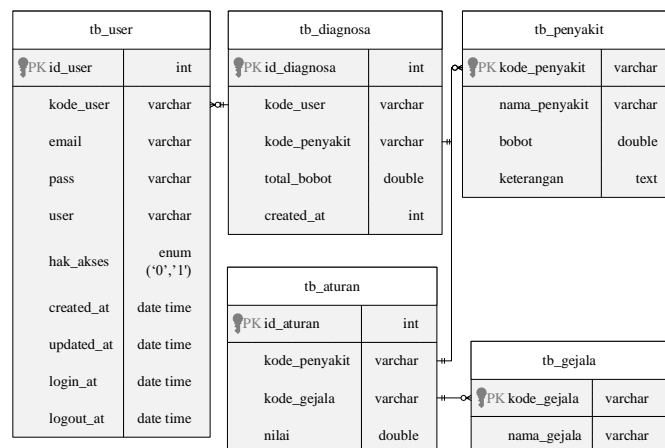 tb_user
PK id_user int
kode_user varchar
email varchar
pass varchar
user varchar
hak_akses enum
('0','1')
created_at date time
updated_at date time
login_at date time
logout_at date time
tb_diagnosa
PK id_diagnosa int
kode_user varchar
kode_penyakit varchar
total_bobot double
created_at int
tb_penyakit
PK kode_penyakit varchar
nama_penyakit varchar
bobot double
keterangan text
tb_aturan
PK id_aturan int
kode_penyakit varchar
kode_gejala varchar
nilai double
tb_gejala
PK kode_gejala varchar
nama_gejala varchar